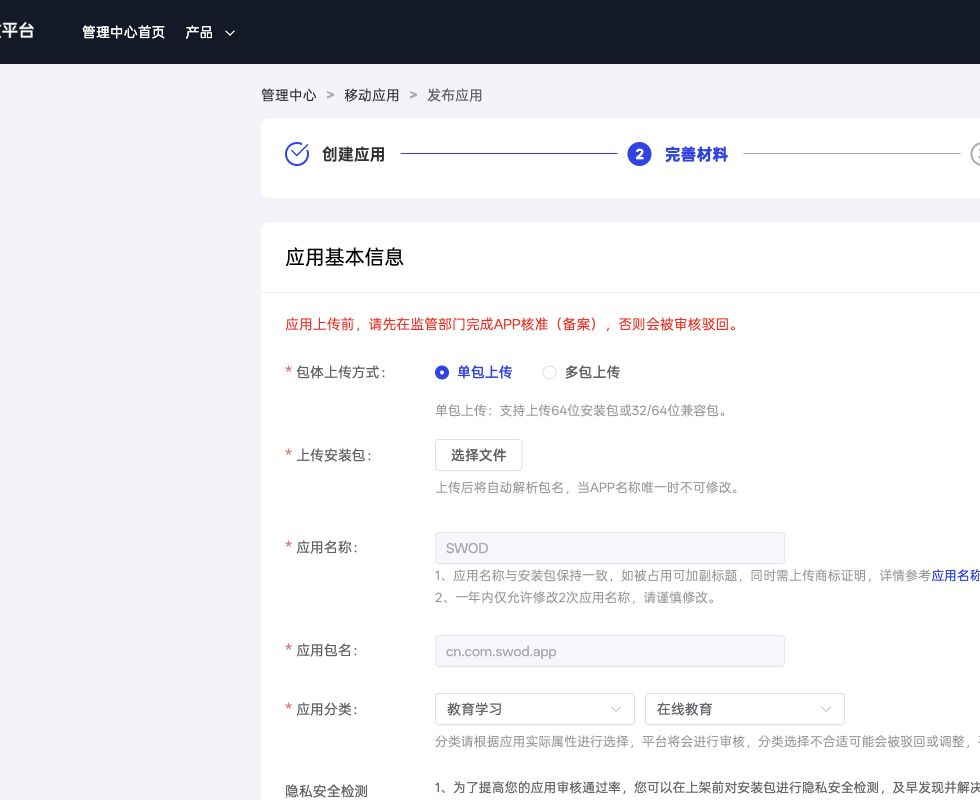 平台
管理中心首页 产品
管理中心 > 移动应用 > 发布应用
创建应用 2 完善材料
应用基本信息
应用上传前，请先在监管部门完成APP核准（备案），否则会被审核驳回。
* 包体上传方式： 单包上传 多包上传
单包上传：支持上传64位安装包或32/64位兼容包。
* 上传安装包： 选择文件
上传后将自动解析包名，当APP名称唯一时不可修改。
* 应用名称： SWOD
1、应用名称与安装包保持一致，如被占用可加副标题，同时需上传商标证明，详情参考应用名称
2、一年内仅允许修改2次应用名称，请谨慎修改。
* 应用包名： cn.com.swod.app
* 应用分类： 教育学习 在线教育
分类请根据应用实际属性进行选择，平台将会进行审核，分类选择不合适可能会被驳回或调整，
隐私安全检测 1、为了提高您的应用审核通过率，您可以在上架前对安装包进行隐私安全检测，及早发现并解决